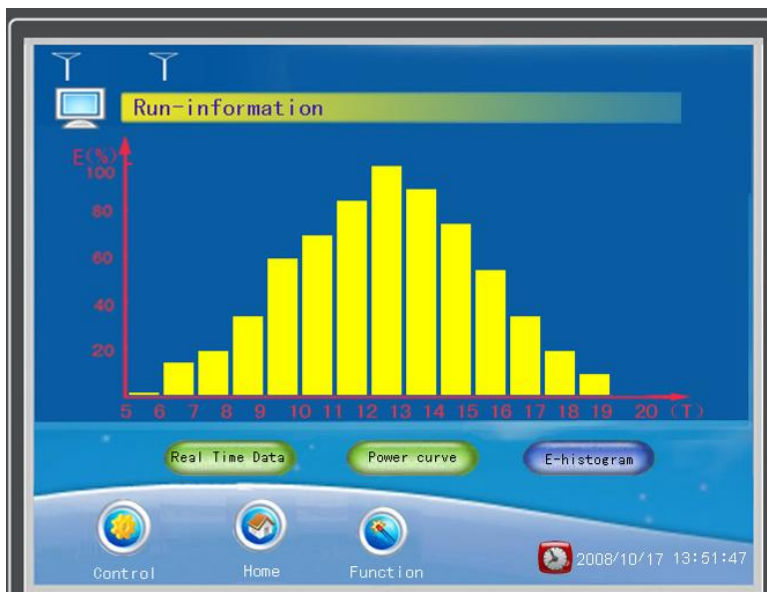 Run-information
E(%)
100
80
60
40
20
5 6 7 8 9 10 11 12 13 14 15 16 17 18 19 20 (T)
Real Time Data Power curve E-histogram
Control Home Function 2008/10/17 13:51:47